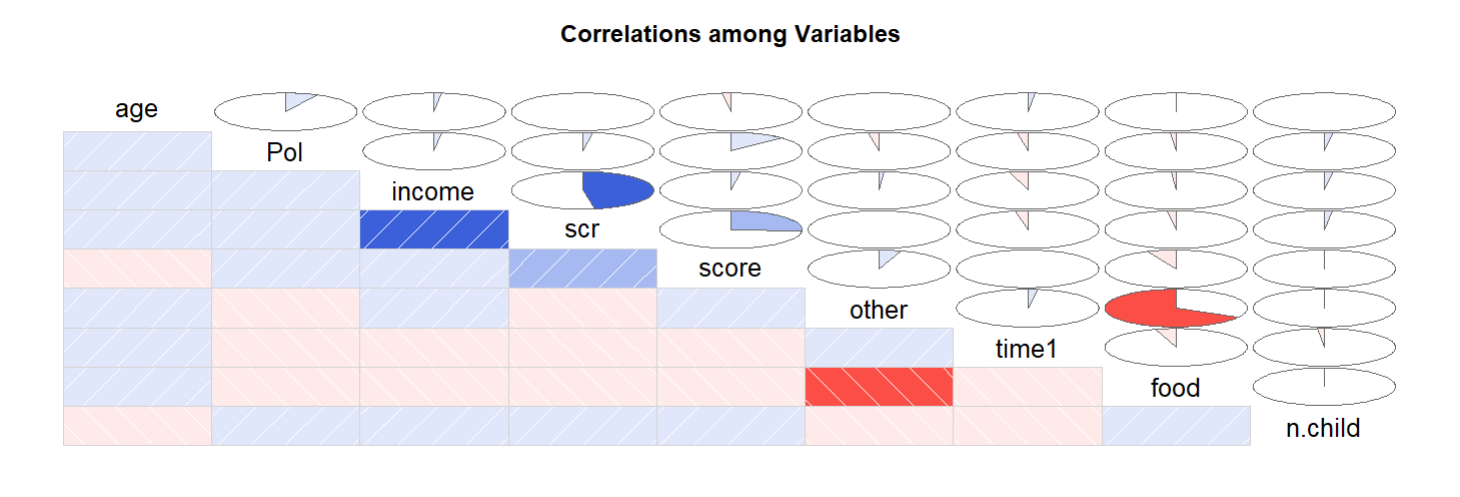 Correlations among Variables
age
Pol
income
scr
score
other
time1
food
n.child